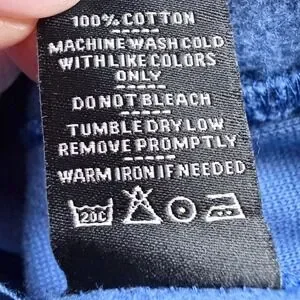 100% COTTON
MACHINE WASH COLD
WITH LIKE COLORS
ONLY
DO NOT BLEACH
TUMBLE DRY LOW
REMOVE PROMPTLY
WARM IRON IF NEEDED
20C